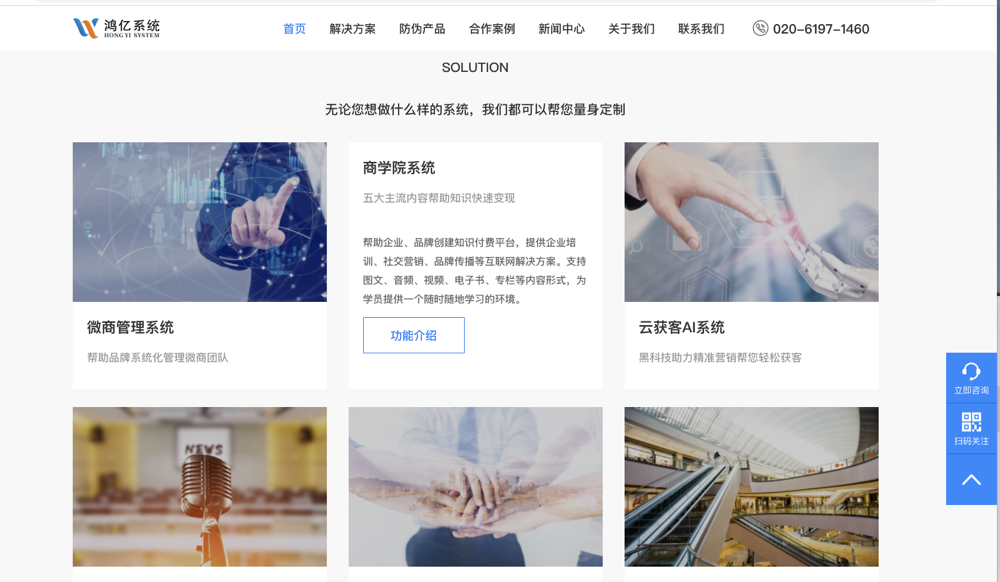 鸿亿系统
HONG YI SYSTEM
首页
解决方案
防伪产品
合作案例
新闻中心
关于我们
联系我们
020-6197-1460
SOLUTION
无论您想做什么样的系统，我们都可以帮您量身定制
微商管理系统
帮助品牌系统化管理微商团队
商学院系统
五大主流内容帮助知识快速变现
帮助企业、品牌创建知识付费平台，提供企业培
训、社交营销、品牌传播等互联网解决方案。支持
图文、音频、视频、电子书、专栏等内容形式，为
学员提供一个随时随地学习的环境。
功能介绍
云获客AI系统
黑科技助力精准营销帮您轻松获客
NEWS
立即咨询
扫码关注